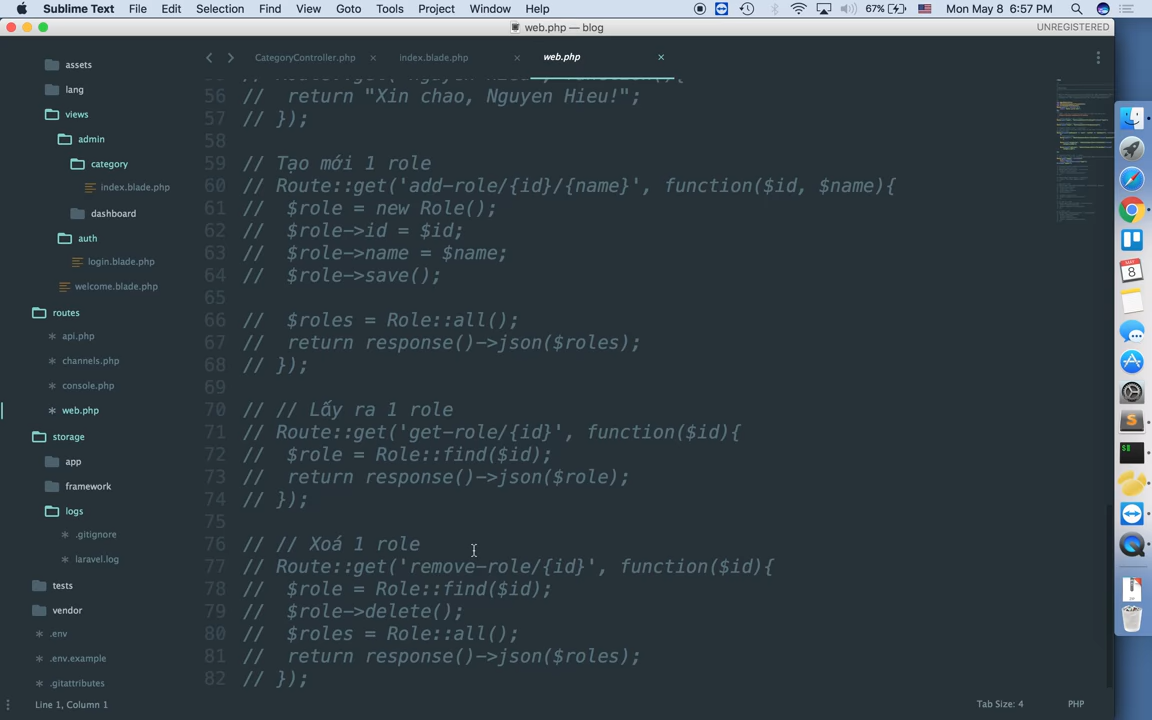 Sublime Text File Edit Selection Find View Goto Tools Project Window Help 67% Mon May 8 6:57 PM
web.php — blog UNREGISTERED
CategoryController.php × index.blade.php × web.php ×
assets
lang
views
admin
category
index.blade.php
dashboard
auth
login.blade.php
welcome.blade.php
routes
api.php
channels.php
console.php
web.php
storage
app
framework
logs
.gitignore
laravel.log
tests
vendor
.env
.env.example
.gitattributes
56 // return "Xin chao, Nguyen Hieu!";
57 // });
58
59 // Tạo mới 1 role
60 // Route::get('add-role/{id}/{name}', function($id, $name){
61 // $role = new Role();
62 // $role->id = $id;
63 // $role->name = $name;
64 // $role->save();
65
66 // $roles = Role::all();
67 // return response()->json($roles);
68 // });
69
70 // // Lấy ra 1 role
71 // Route::get('get-role/{id}', function($id){
72 // $role = Role::find($id);
73 // return response()->json($role);
74 // });
75
76 // // Xoá 1 role
77 // Route::get('remove-role/{id}', function($id){
78 // $role = Role::find($id);
79 // $role->delete();
80 // $roles = Role::all();
81 // return response()->json($roles);
82 // });
Line 1, Column 1 Tab Size: 4 PHP
MAY
8